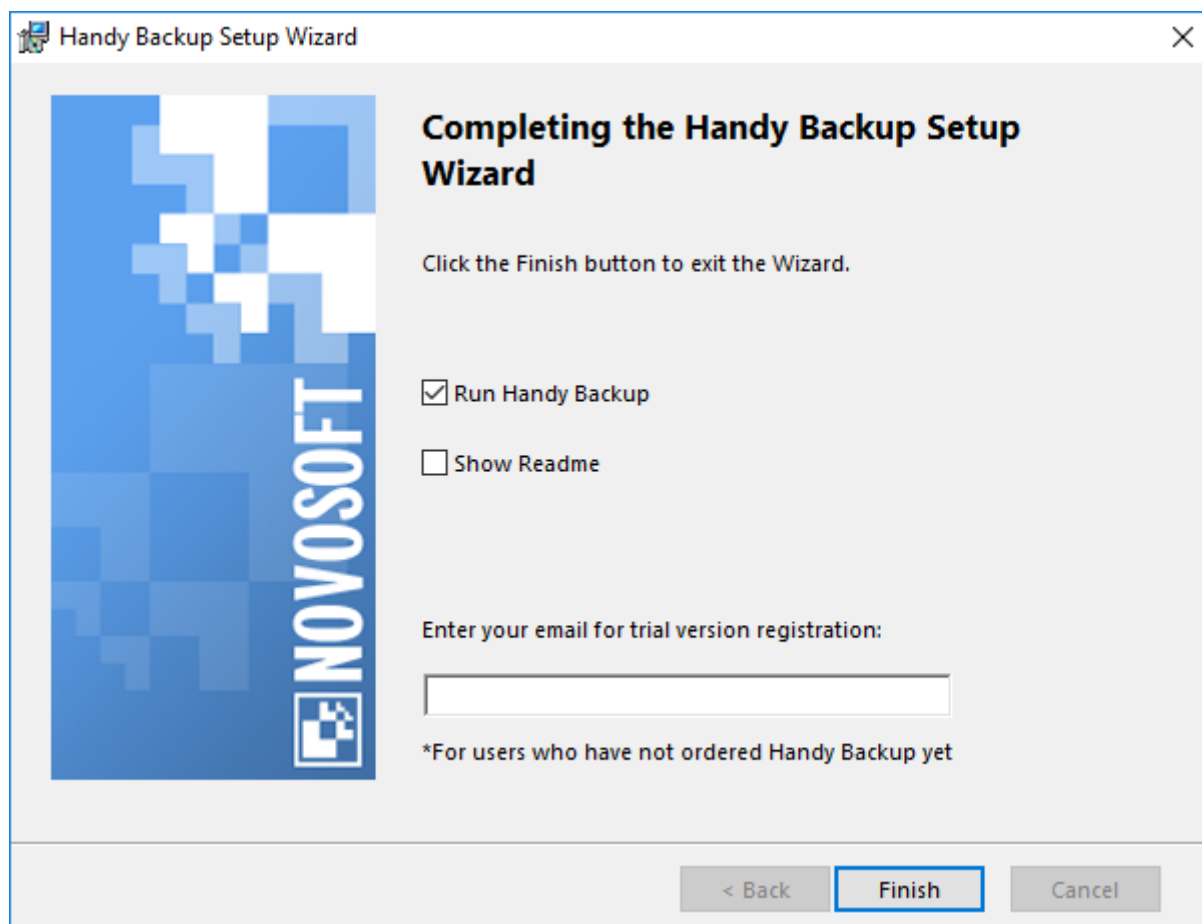 Handy Backup Setup Wizard
Completing the Handy Backup Setup
Wizard
Click the Finish button to exit the Wizard.
Run Handy Backup
Show Readme
NOVOSOFT
Enter your email for trial version registration:
*For users who have not ordered Handy Backup yet
< Back
Finish
Cancel